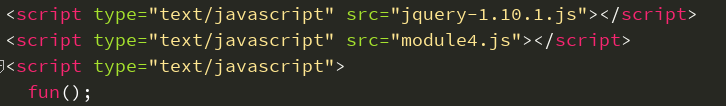 <script type="text/javascript" src="jquery-1.10.1.js"></script>
<script type="text/javascript" src="module4.js"></script>
<script type="text/javascript">
fun();